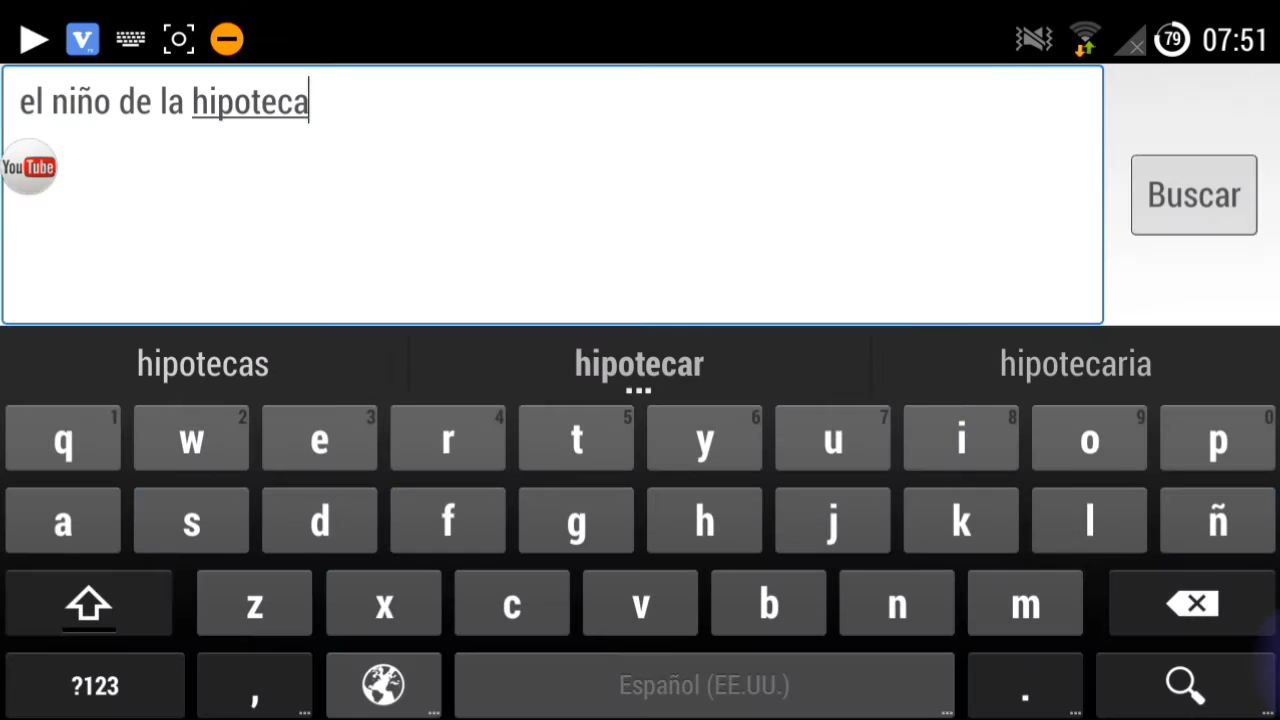 79 07:51
el niño de la hipoteca
YouTube
Buscar
hipotecas hipotecar hipotecaria
q 1 w 2 e 3 r 4 t 5 y 6 u 7 i 8 o 9 p 0
a s d f g h j k l ñ
z x c v b n m
?123 , Español (EE.UU.) .